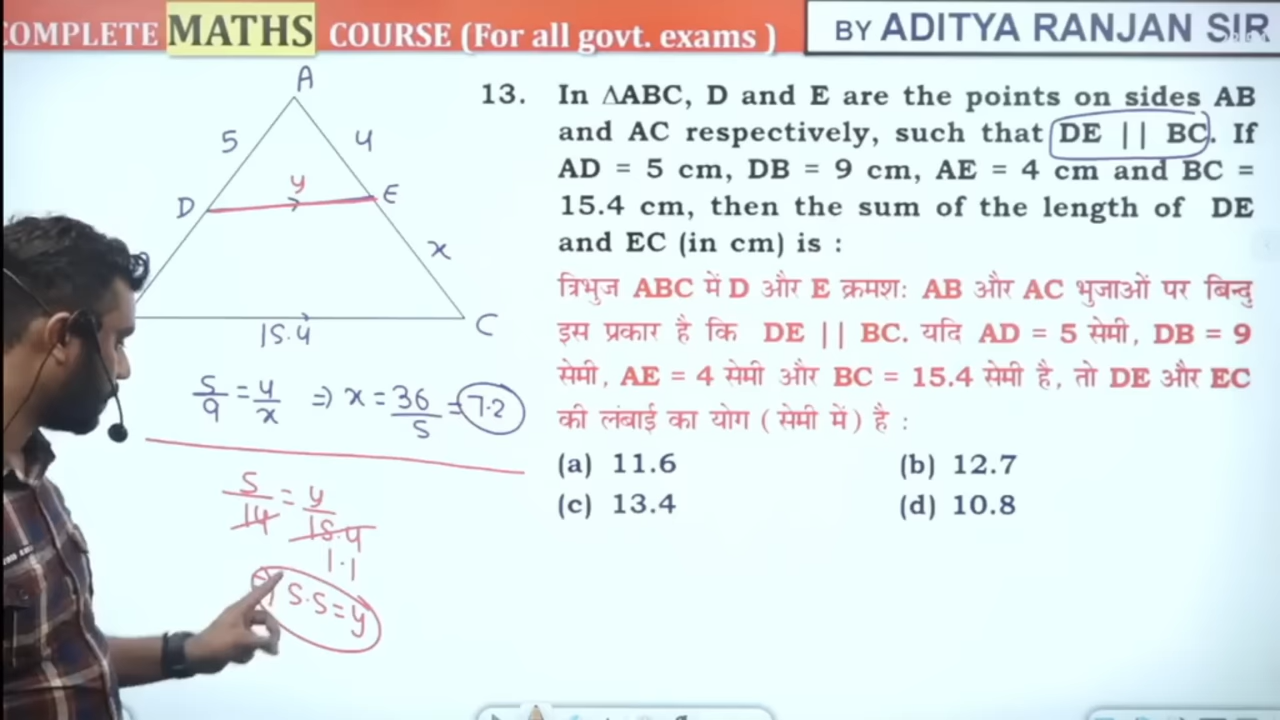 COMPLETE MATHS COURSE (For all govt. exams )
BY ADITYA RANJAN SIR
13. In ΔABC, D and E are the points on sides AB
and AC respectively, such that DE || BC. If
AD = 5 cm, DB = 9 cm, AE = 4 cm and BC =
15.4 cm, then the sum of the length of DE
and EC (in cm) is :
त्रिभुज ABC में D और E क्रमश: AB और AC भुजाओं पर बिन्दु
इस प्रकार है कि DE || BC. यदि AD = 5 सेमी, DB = 9
सेमी, AE = 4 सेमी और BC = 15.4 सेमी है, तो DE और EC
की लंबाई का योग ( सेमी में ) है :
(a) 11.6 (b) 12.7
(c) 13.4 (d) 10.8
A
5 4
y
D E
x
C
15.4
5/9 = 4/x ⇒ x = 36/5 = 7.2
5/14 = y/15.4
1.1
5.5 = y